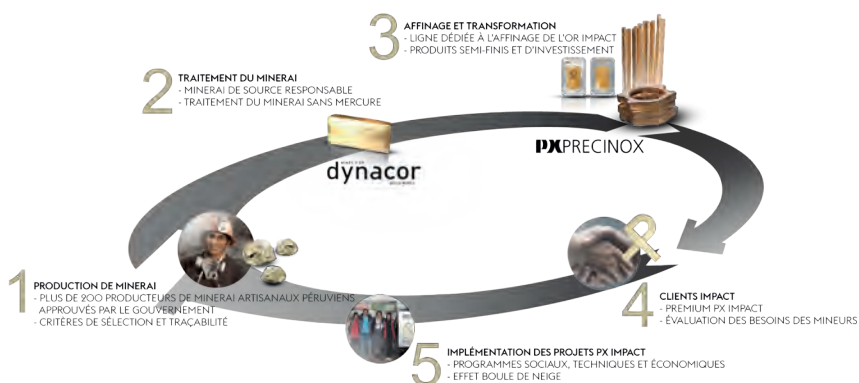 3
AFFINAGE ET TRANSFORMATION
- LIGNE DÉDIÉE À L'AFFINAGE DE L'OR IMPACT
- PRODUITS SEMI-FINIS ET D'INVESTISSEMENT
2
TRAITEMENT DU MINERAI
- MINERAI DE SOURCE RESPONSABLE
- TRAITEMENT DU MINERAI SANS MERCURE
PXPRECINOX
dynacor
1
PRODUCTION DE MINERAI
- PLUS DE 200 PRODUCTEURS DE MINERAI ARTISANAUX PÉRUVIENS
APPROUVÉS PAR LE GOUVERNEMENT
- CRITÈRES DE SÉLECTION ET TRAÇABILITÉ
4
CLIENTS IMPACT
- PREMIUM PX IMPACT
- ÉVALUATION DES BESOINS DES MINEURS
5
IMPLÉMENTATION DES PROJETS PX IMPACT
- PROGRAMMES SOCIAUX, TECHNIQUES ET ÉCONOMIQUES
- EFFET BOULE DE NEIGE